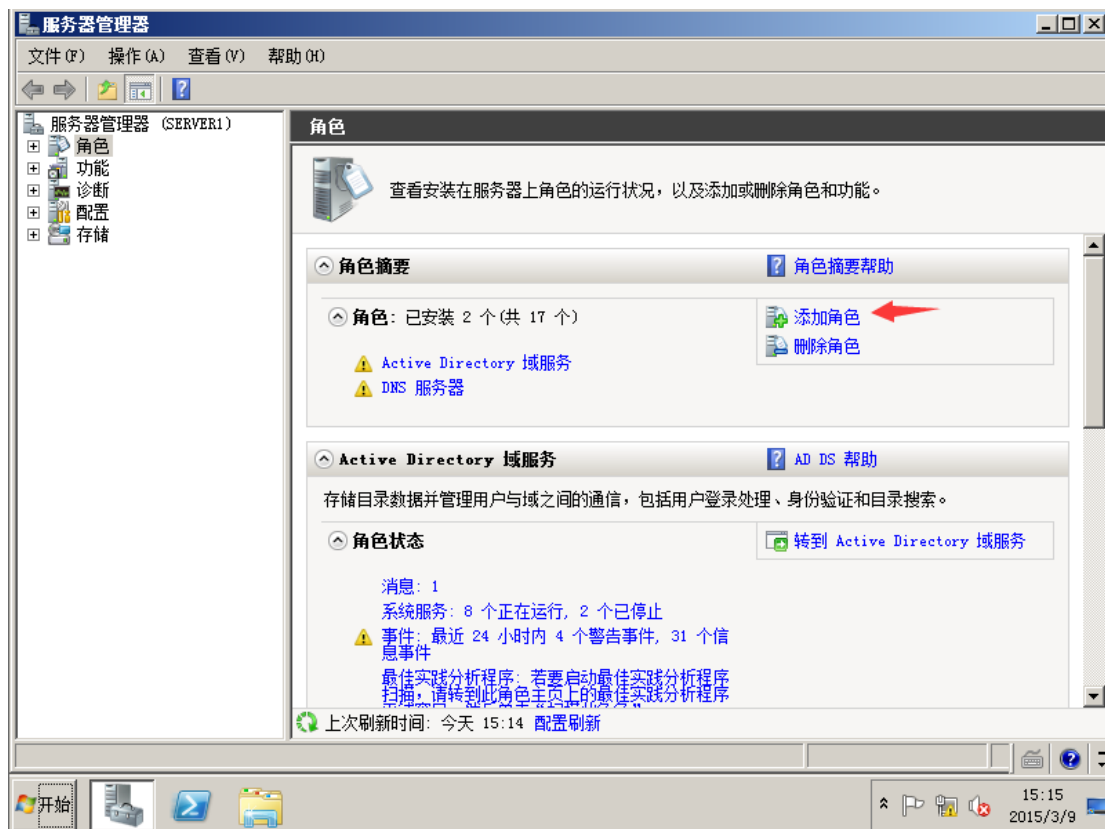 服务器管理器
文件(F) 操作(A) 查看(V) 帮助(H)
服务器管理器 (SERVER1)
角色
功能
诊断
配置
存储
角色
查看安装在服务器上角色的运行状况，以及添加或删除角色和功能。
角色摘要
角色摘要帮助
角色: 已安装 2 个(共 17 个)
添加角色
删除角色
Active Directory 域服务
DNS 服务器
Active Directory 域服务
AD DS 帮助
存储目录数据并管理用户与域之间的通信，包括用户登录处理、身份验证和目录搜索。
角色状态
转到 Active Directory 域服务
消息: 1
系统服务: 8 个正在运行, 2 个已停止
事件: 最近 24 小时内 4 个警告事件, 31 个信
息事件
最佳实践分析程序: 若要启动最佳实践分析程序
扫描，请转到此角色主页上的最佳实践分析程序
上次刷新时间: 今天 15:14 配置刷新
开始
15:15
2015/3/9